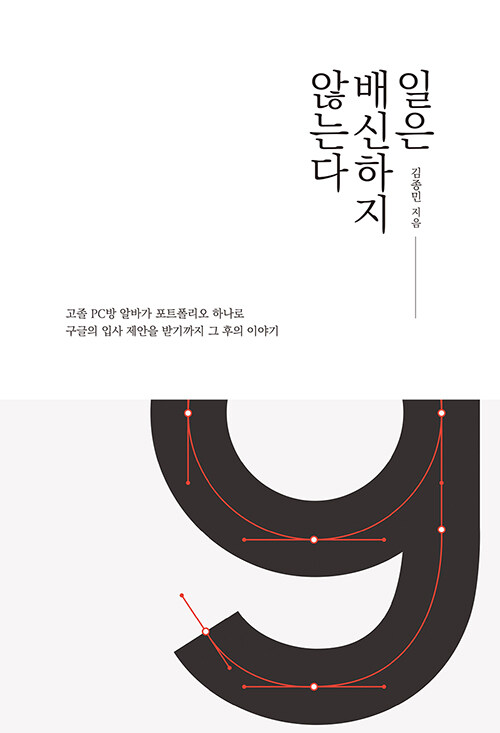 일은
배신하지
않는다
김종민 지음
고졸 PC방 알바가 포트폴리오 하나로
구글의 입사 제안을 받기까지 그 후의 이야기
g